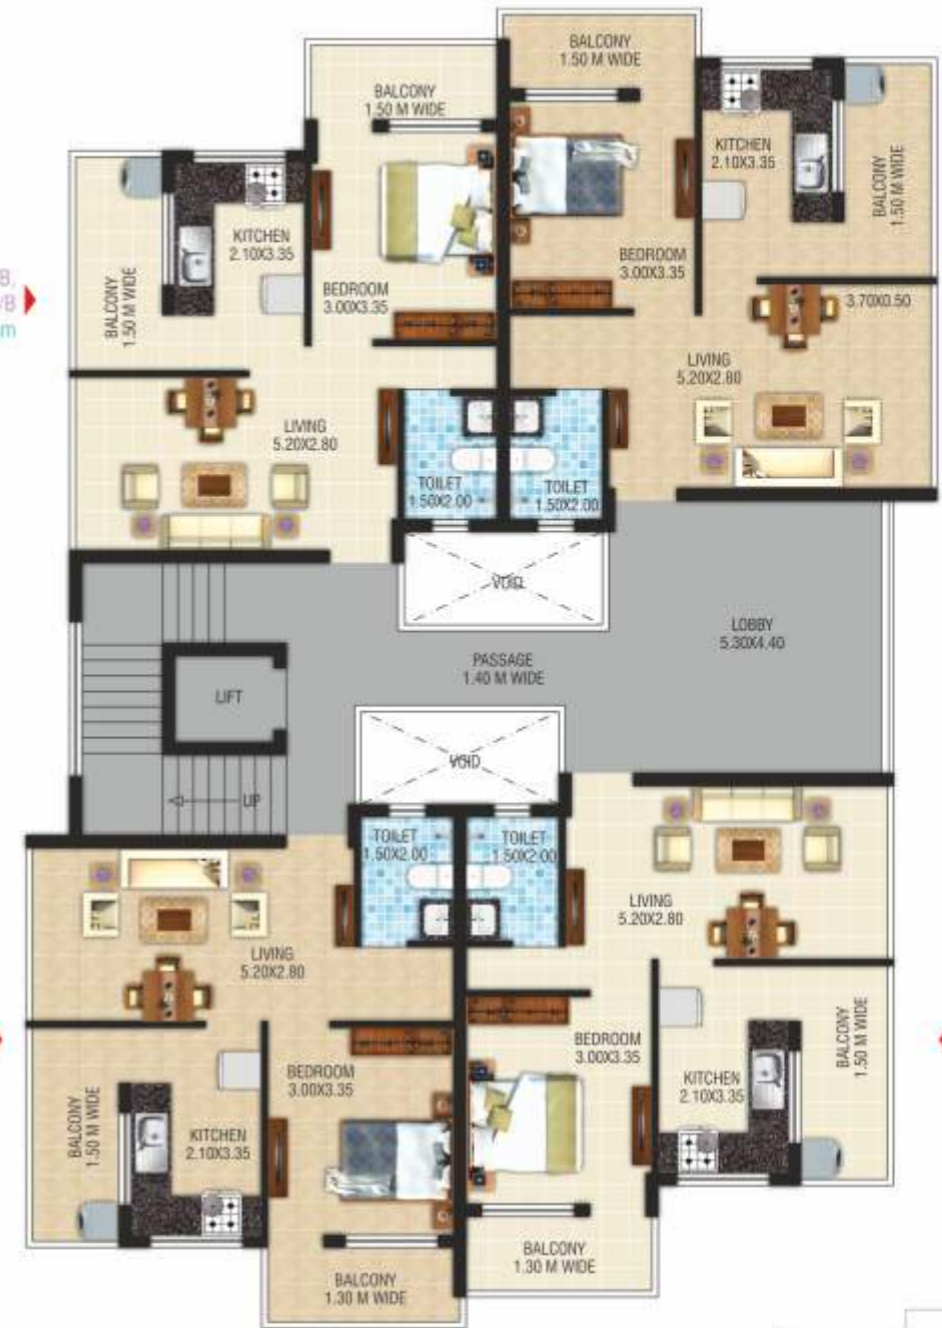 BALCONY
1.50 M WIDE
BALCONY
1.50 M WIDE
KITCHEN
2.10X3.35
BALCONY
1.50 M WIDE
KITCHEN
2.10X3.35
BEDROOM
3.00X3.35
BALCONY
1.50 M WIDE
BEDROOM
3.00X3.35
B,
/B
m
3.70X0.50
LIVING
5.20X2.80
LIVING
5.20X2.80
TOILET
1.50X2.00
TOILET
1.50X2.00
VOID
LOBBY
5.30X4.40
PASSAGE
1.40 M WIDE
LIFT
VOID
UP
TOILET
1.50X2.00
TOILET
1.50X2.00
LIVING
5.20X2.80
LIVING
5.20X2.80
BEDROOM
3.00X3.35
BALCONY
1.50 M WIDE
BEDROOM
3.00X3.35
KITCHEN
2.10X3.35
BALCONY
1.50 M WIDE
KITCHEN
2.10X3.35
BALCONY
1.30 M WIDE
BALCONY
1.30 M WIDE